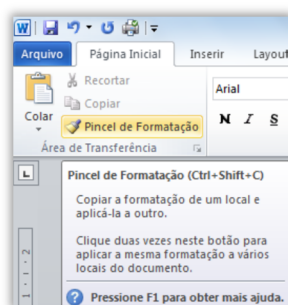 W
Arquivo Página Inicial Inserir Layout
Colar
Recortar
Copiar
Pincel de Formatação
Área de Transferência
Arial
N I S
L
Pincel de Formatação (Ctrl+Shift+C)
Copiar a formatação de um local e
aplicá-la a outro.
Clique duas vezes neste botão para
aplicar a mesma formatação a vários
locais do documento.
Pressione F1 para obter mais ajuda.
2
1